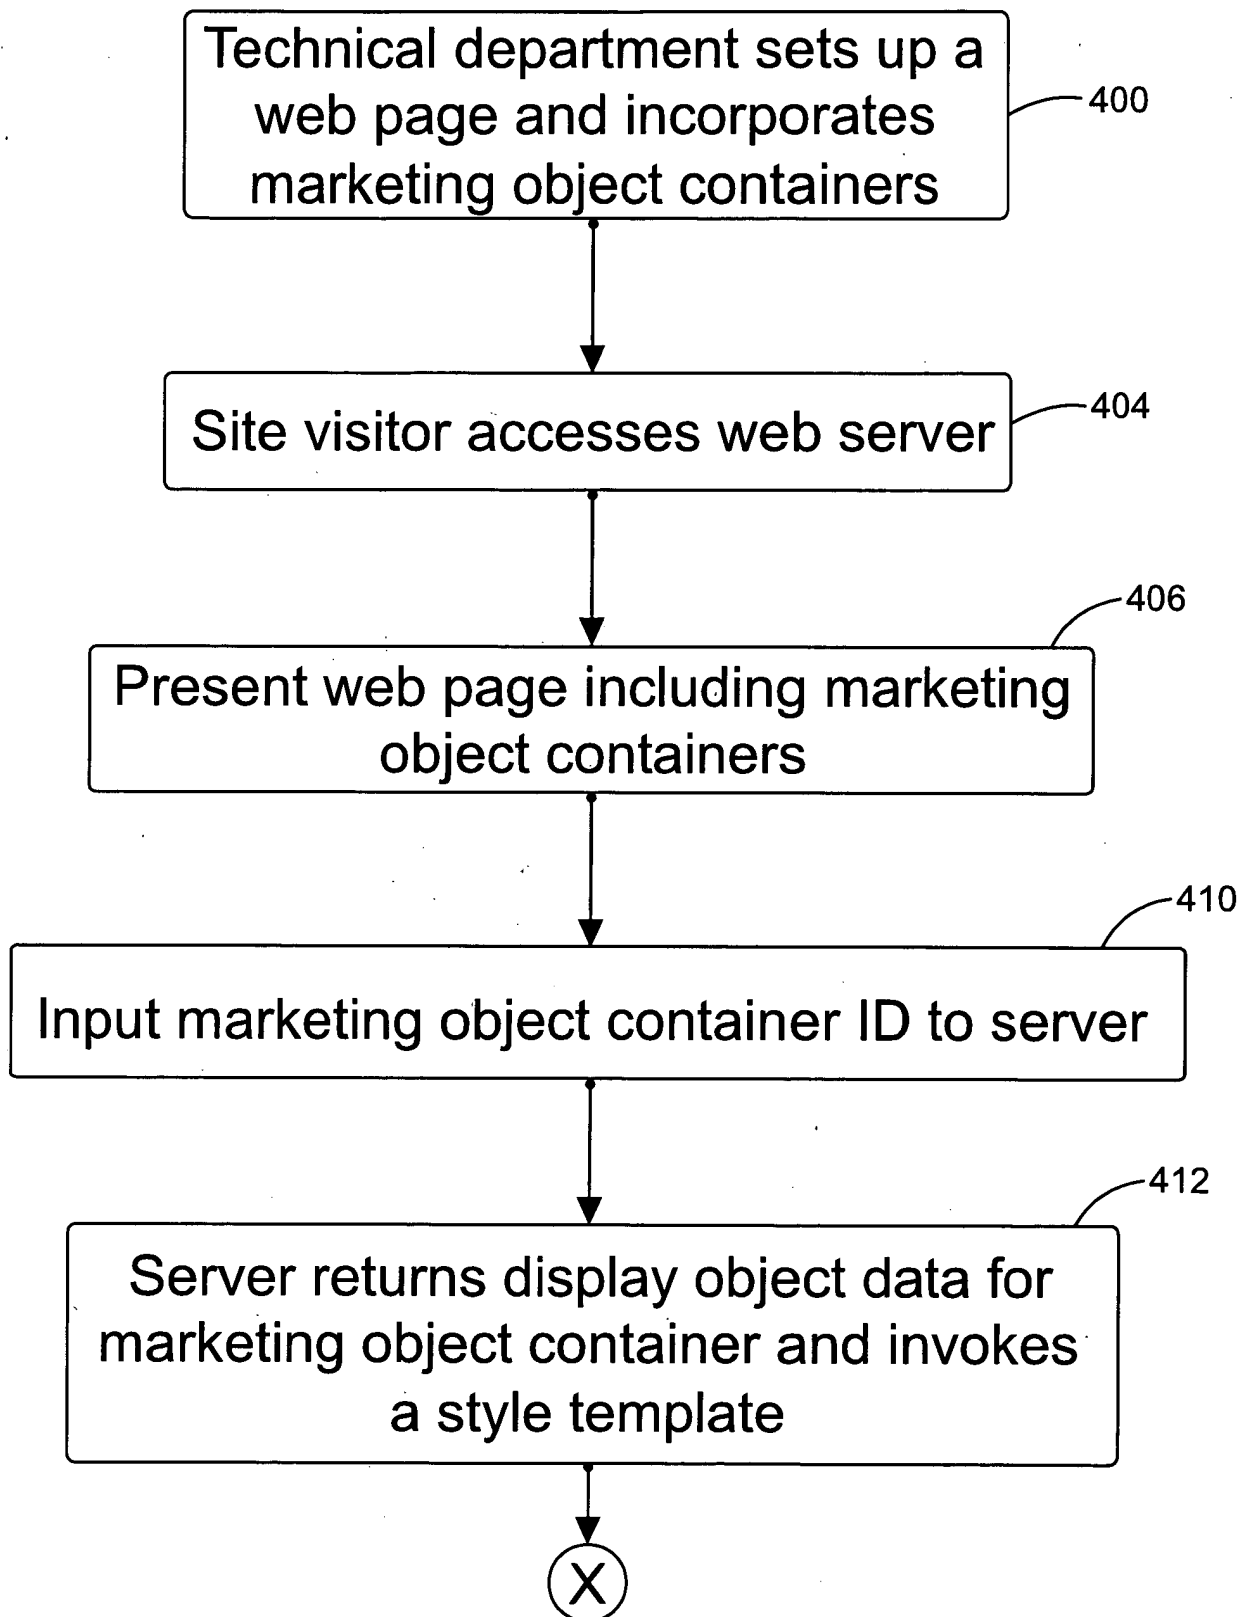 Technical department sets up a
web page and incorporates
marketing object containers
400
Site visitor accesses web server
404
406
Present web page including marketing
object containers
410
Input marketing object container ID to server
412
Server returns display object data for
marketing object container and invokes
a style template
X